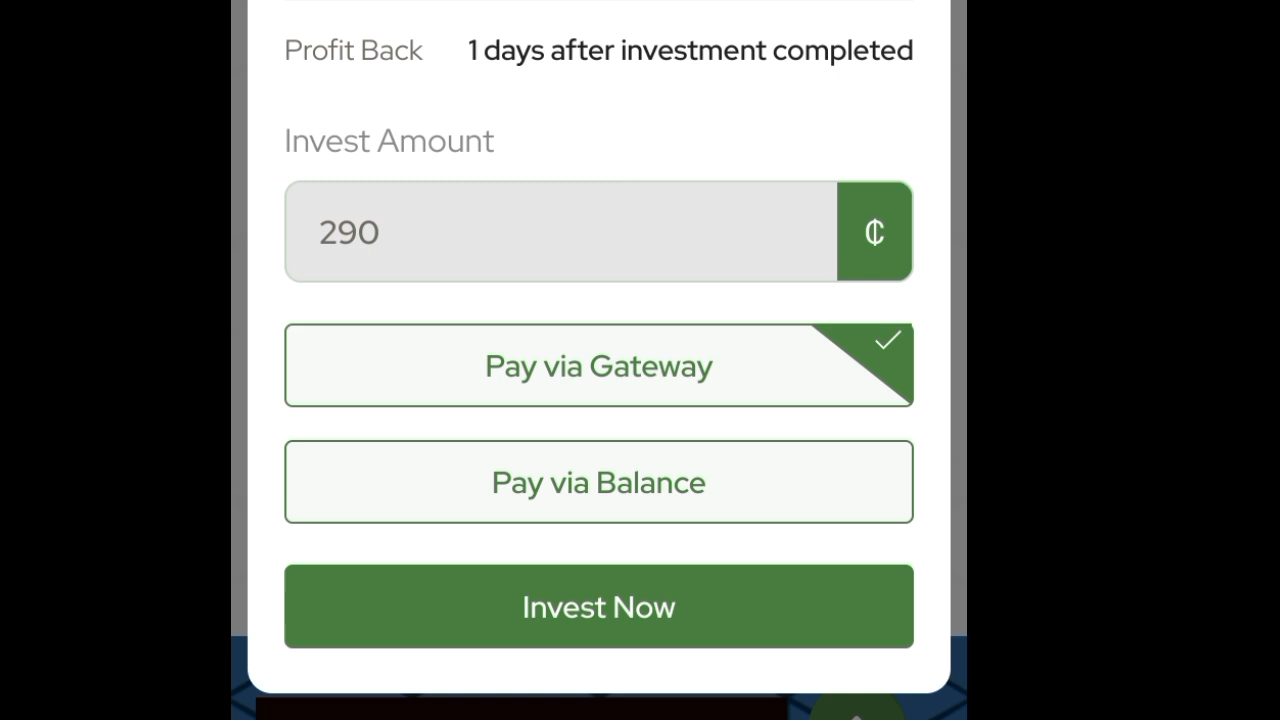 Profit Back 1 days after investment completed
Invest Amount
290 ₵
Pay via Gateway
Pay via Balance
Invest Now